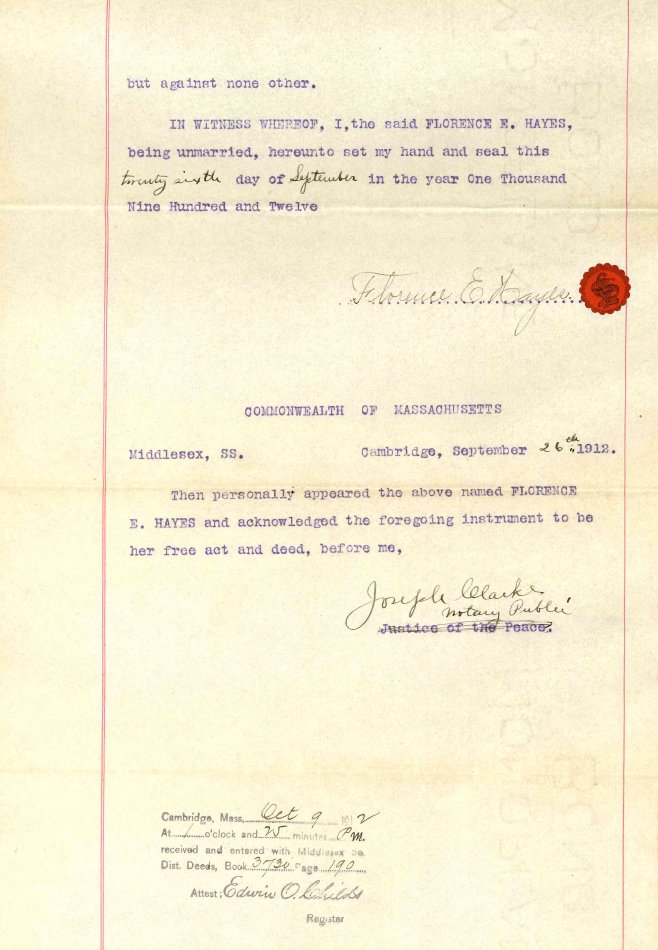 but against none other.
IN WITNESS WHEREOF, I,the said FLORENCE E. HAYES,
being unmarried, hereunto set my hand and seal this
twenty sixth day of September in the year One Thousand
Nine Hundred and Twelve
Florence E Hayes.
COMMONWEALTH OF MASSACHUSETTS
Middlesex, SS. Cambridge, September 26th 1912.
Then personally appeared the above named FLORENCE
E. HAYES and acknowledged the foregoing instrument to be
her free act and deed, before me,
Joseph Clarke
Notary Public
Justice of the Peace.
Cambridge, Mass, Oct 9 1912
At 1 o'clock and 25 minutes P M.
received and entered with Middlesex So.
Dist. Deeds, Book 3730 Page 190
Attest; Edwin O. Childs
Register